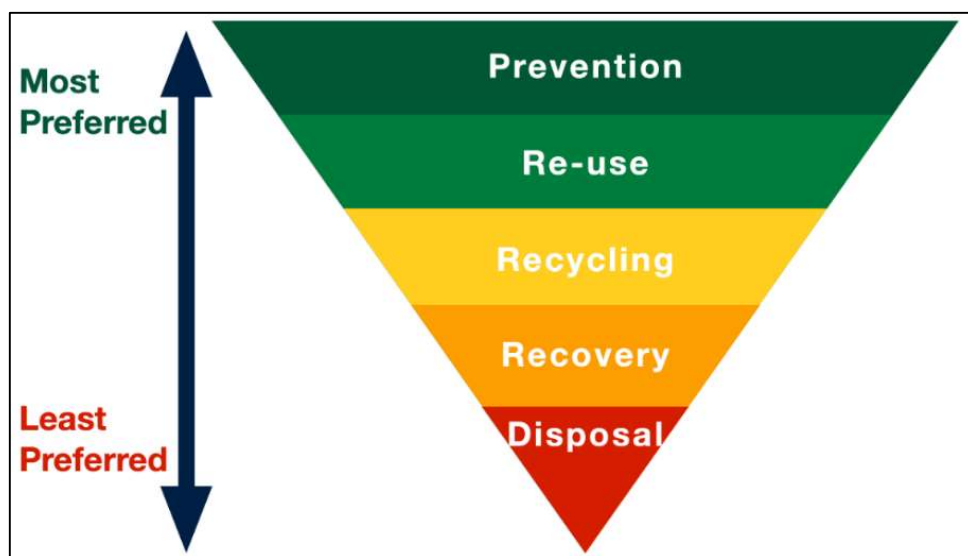 Most
Preferred
Prevention
Re-use
Recycling
Recovery
Disposal
Least
Preferred